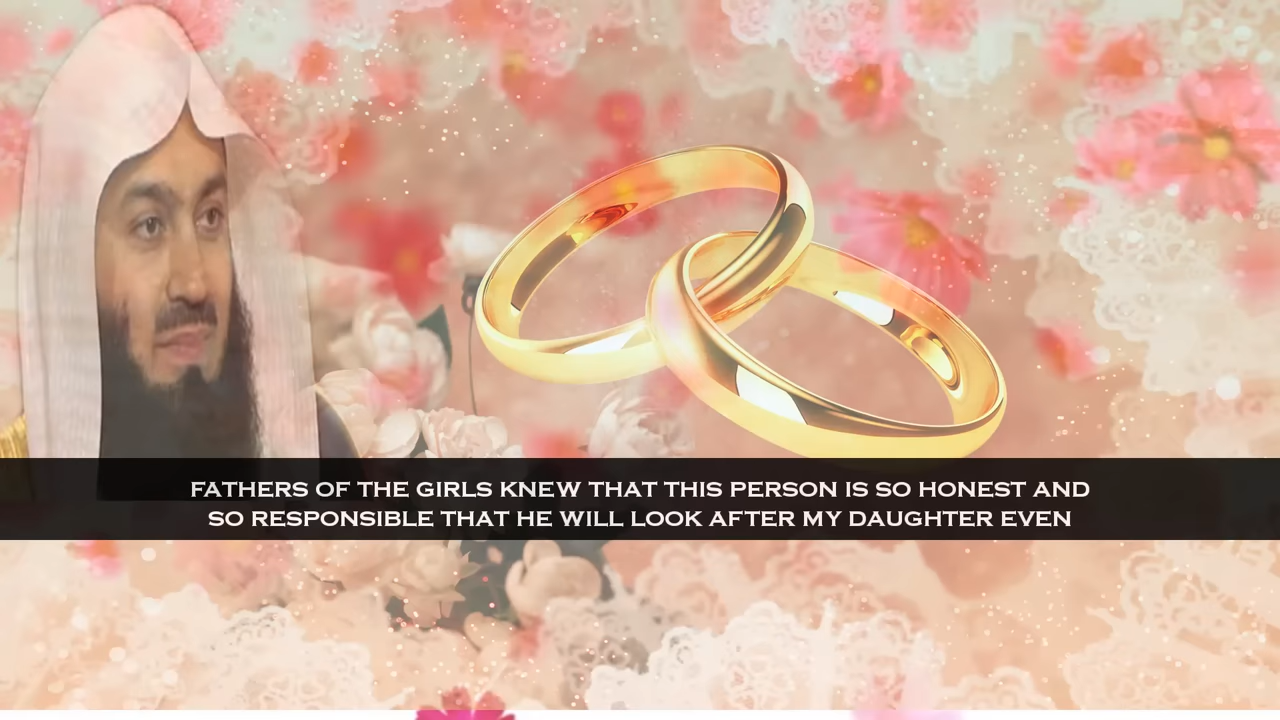 FATHERS OF THE GIRLS KNEW THAT THIS PERSON IS SO HONEST AND
SO RESPONSIBLE THAT HE WILL LOOK AFTER MY DAUGHTER EVEN